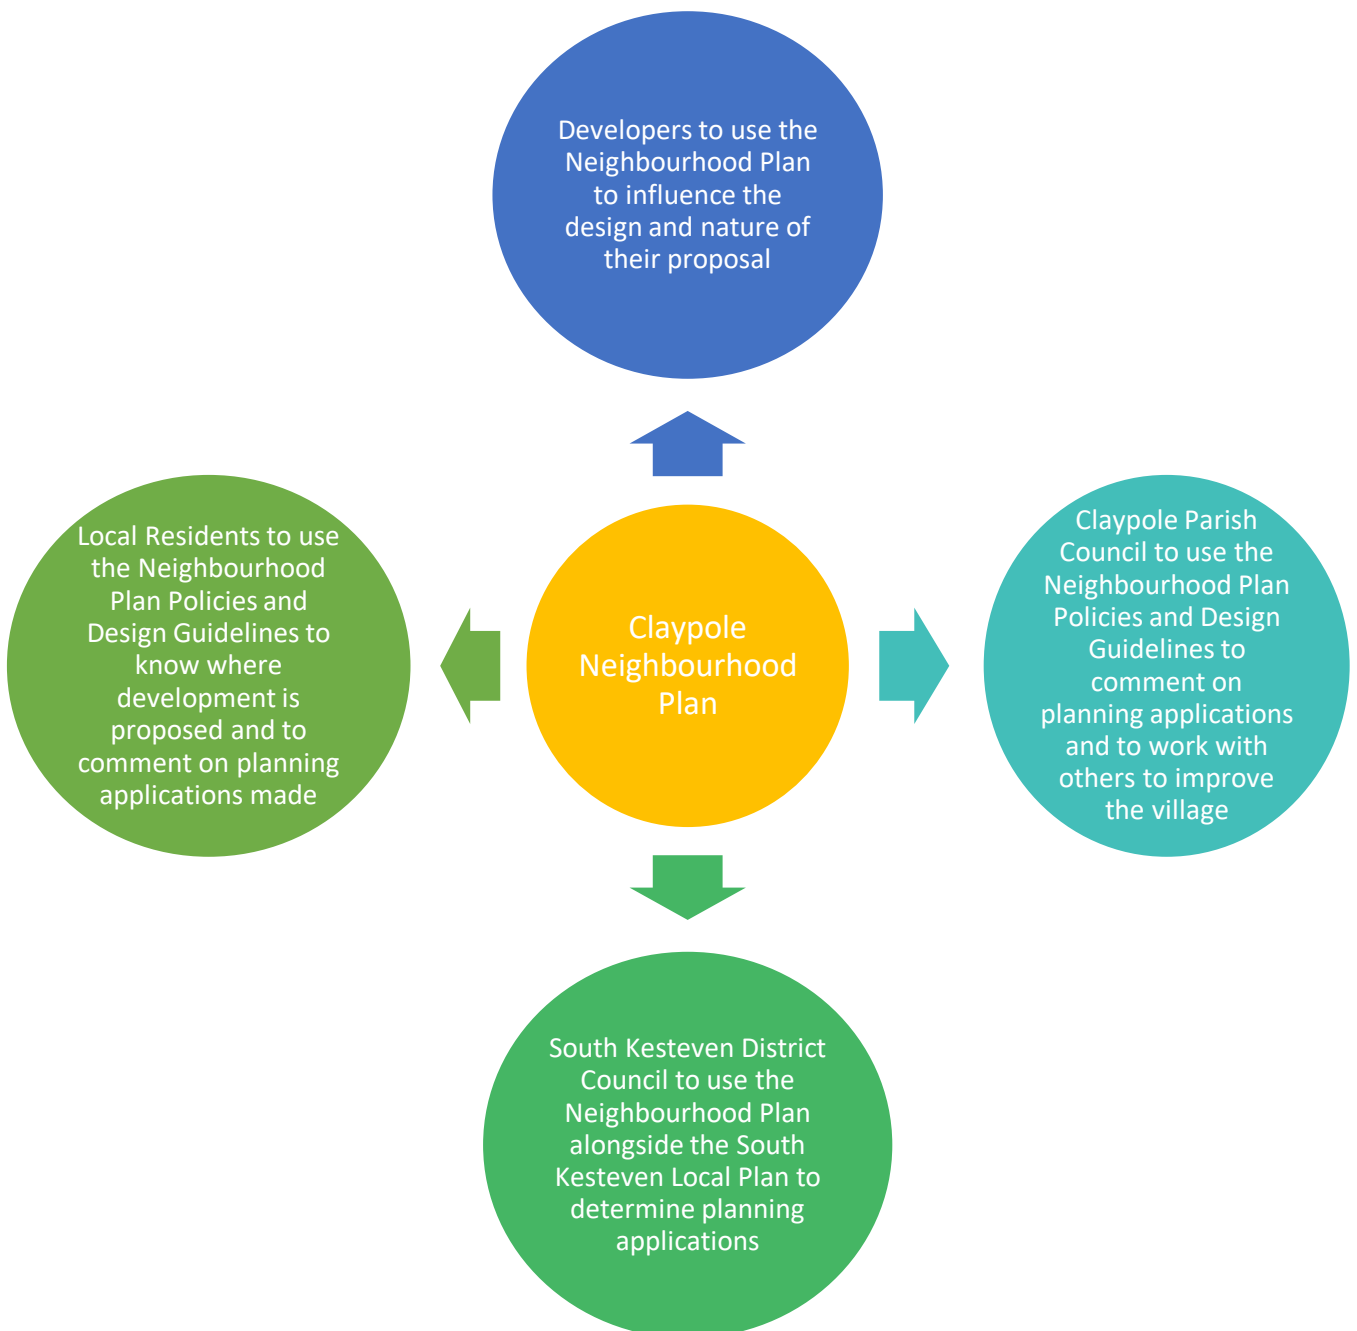 Developers to use the
Neighbourhood Plan
to influence the
design and nature of
their proposal
Local Residents to use
the Neighbourhood
Plan Policies and
Design Guidelines to
know where
development is
proposed and to
comment on planning
applications made
Claypole
Neighbourhood
Plan
Claypole Parish
Council to use the
Neighbourhood Plan
Policies and Design
Guidelines to
comment on
planning applications
and to work with
others to improve
the village
South Kesteven District
Council to use the
Neighbourhood Plan
alongside the South
Kesteven Local Plan to
determine planning
applications